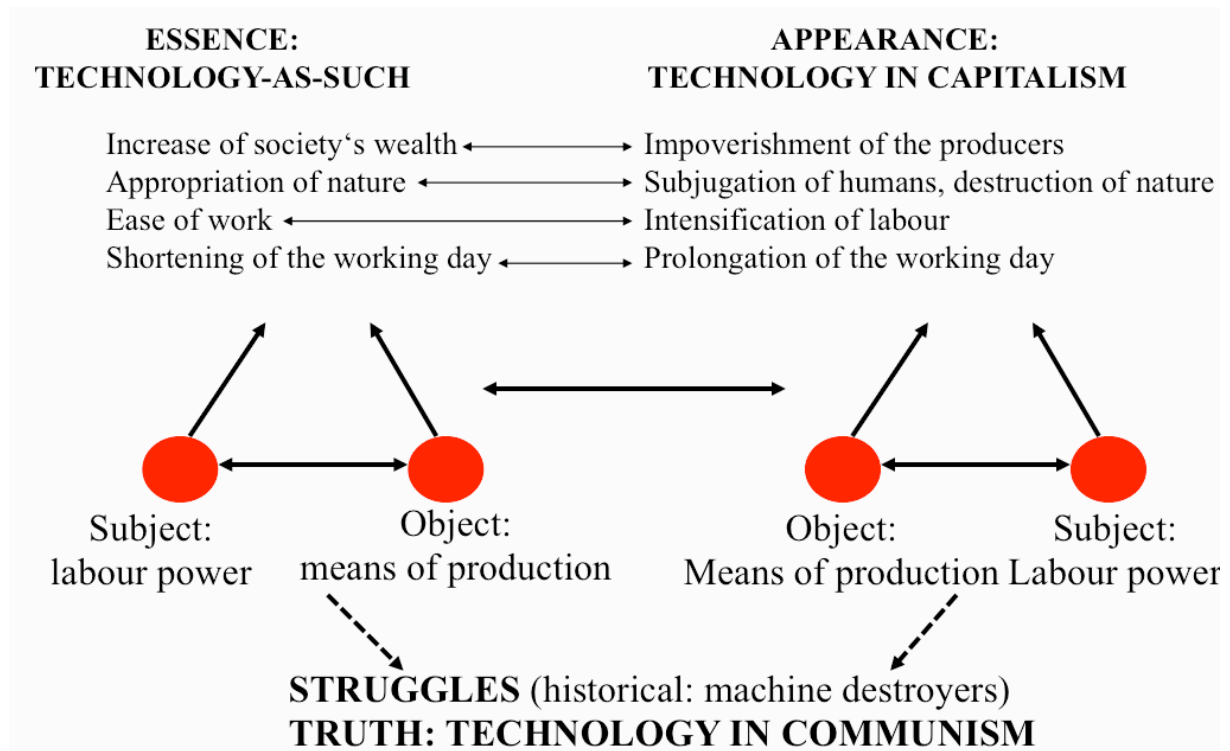 ESSENCE:
TECHNOLOGY-AS-SUCH
APPEARANCE:
TECHNOLOGY IN CAPITALISM
Increase of society‘s wealth
Impoverishment of the producers
Appropriation of nature
Subjugation of humans, destruction of nature
Ease of work
Intensification of labour
Shortening of the working day
Prolongation of the working day
Subject:
labour power
Object:
means of production
Object:
Means of production
Subject:
Labour power
STRUGGLES (historical: machine destroyers)
TRUTH: TECHNOLOGY IN COMMUNISM